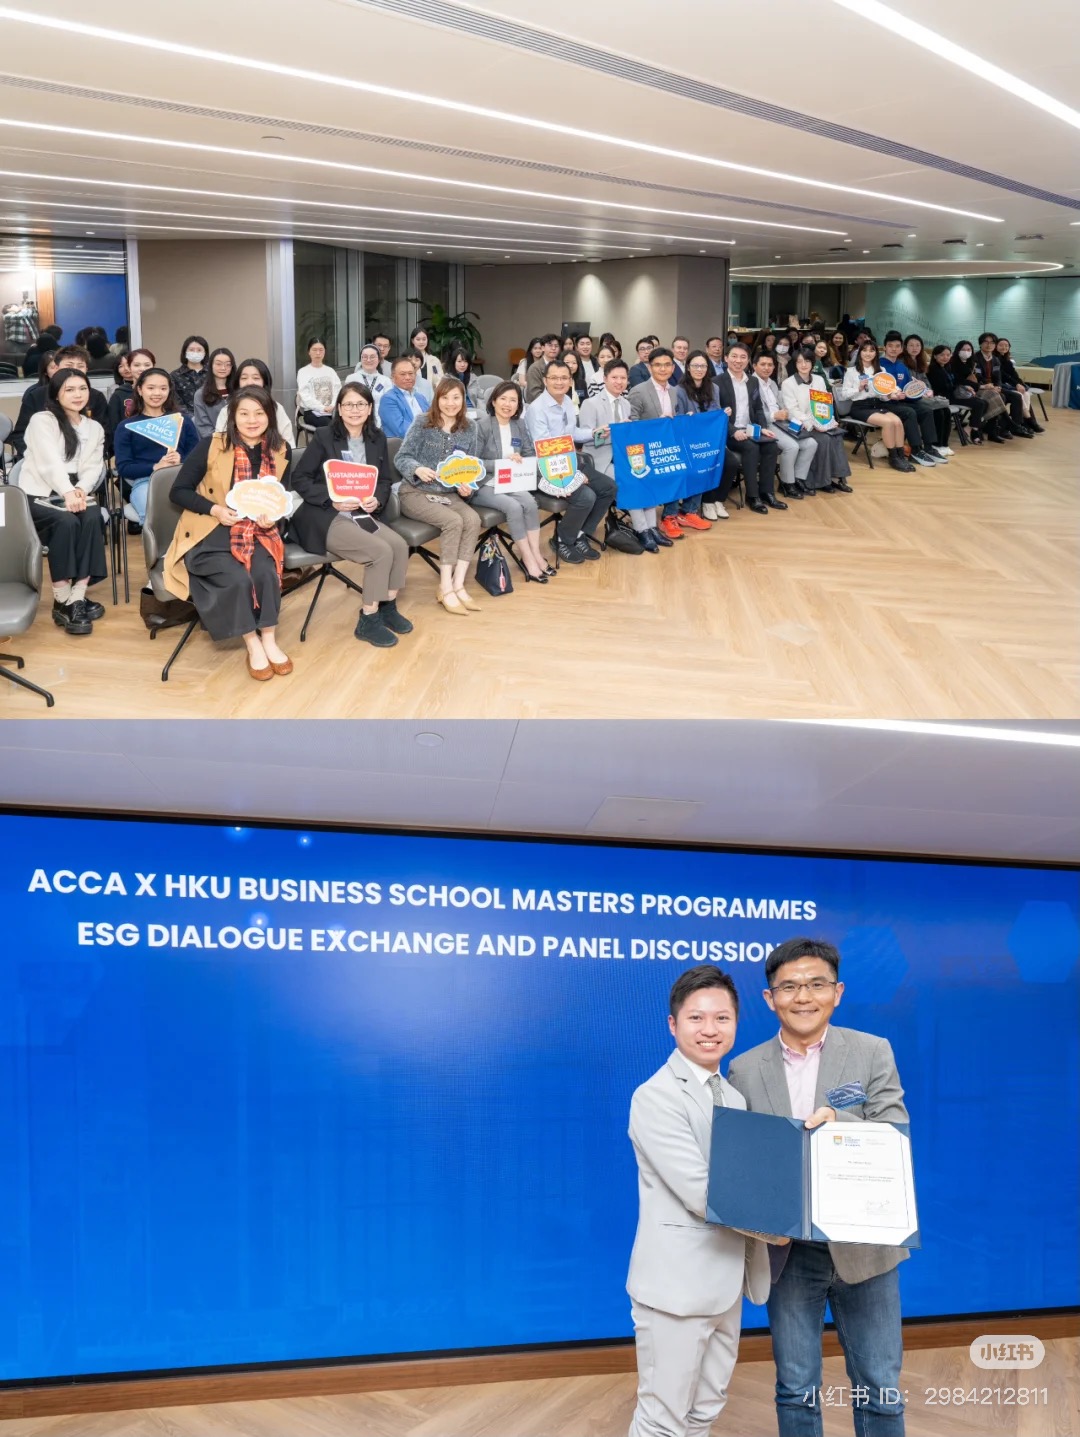 ETHICS
SUSTAINABILITY
for a
better world
ACCA
HKU
BUSINESS
SCHOOL
港大經管學院
Masters
Programmes
ACCA X HKU BUSINESS SCHOOL MASTERS PROGRAMMES
ESG DIALOGUE EXCHANGE AND PANEL DISCUSSION
小红书
小红书 ID: 2984212811